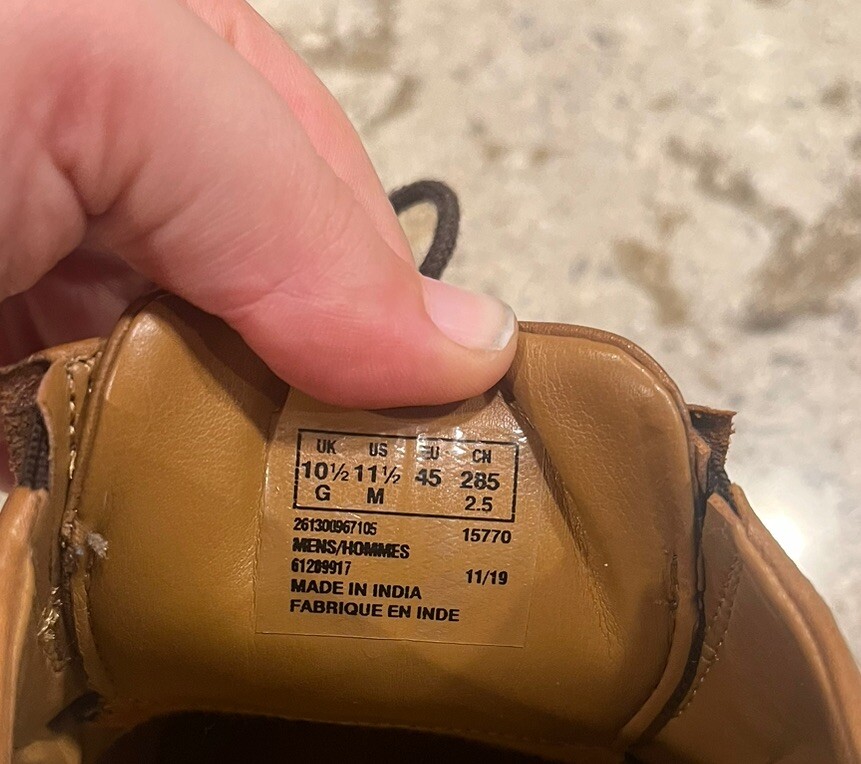 UK US EU CN
10½ 11½ 45 285
G M 2.5
261300967105 15770
MENS/HOMMES
61209917 11/19
MADE IN INDIA
FABRIQUE EN INDE